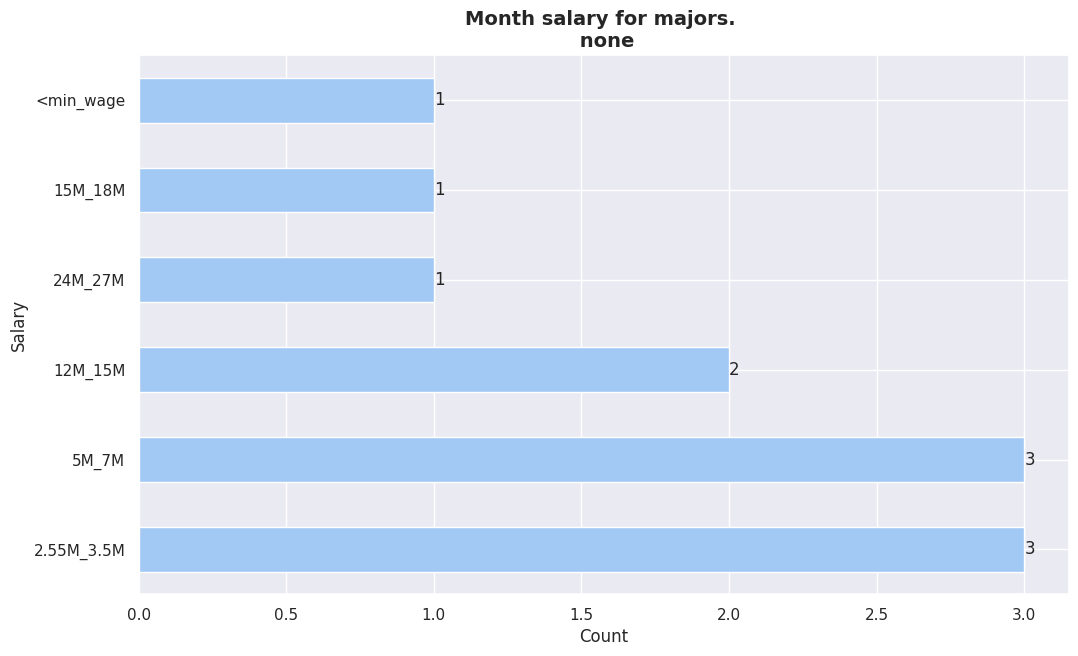 Month salary for majors.
none
<min_wage
1
15M_18M
1
24M_27M
1
12M_15M
2
5M_7M
3
2.55M_3.5M
3
Salary
0.0 0.5 1.0 1.5 2.0 2.5 3.0
Count